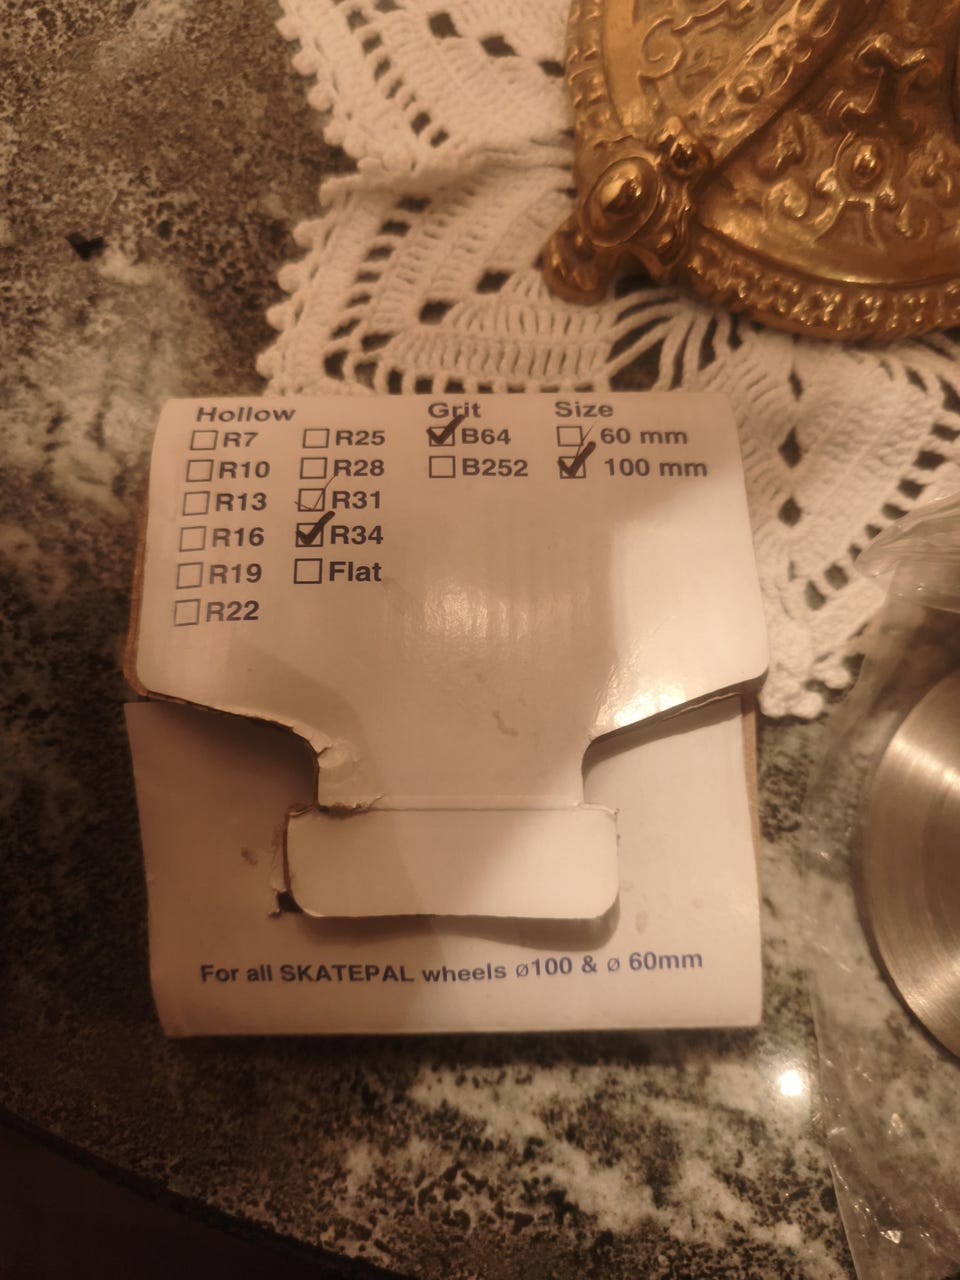 Hollow Grit Size
R7 R25 B64 60 mm
R10 R28 B252 100 mm
R13 R31
R16 R34
R19 Flat
R22
For all SKATEPAL wheels ø100 & ø 60mm